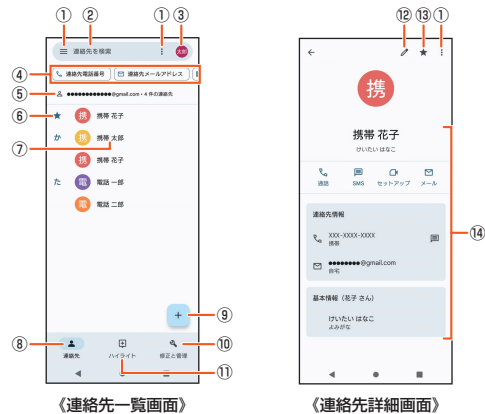 ① ② ① ③
連絡先を検索
太郎
④ 連絡先電話番号 連絡先メールアドレス
⑤ ●●●●●●●●●●●●@gmail.com・4 件の連絡先
⑥ ★ 携 携帯 花子
か 携 携帯 太郎
⑦
携 携帯 花子
た 電 電話 一郎
電 電話 二郎
+ ⑨
⑧ 連絡先 ハイライト 修正と管理 ⑩
⑪
《連絡先一覧画面》
⑫ ⑬ ①
携
携帯 花子
けいたい はなこ
通話 SMS セットアップ メール
連絡先情報
XXX-XXXX-XXXX
携帯
●●●●●●●●@gmail.com
自宅
基本情報（花子 さん）
けいたい はなこ
よみがな
⑭
《連絡先詳細画面》